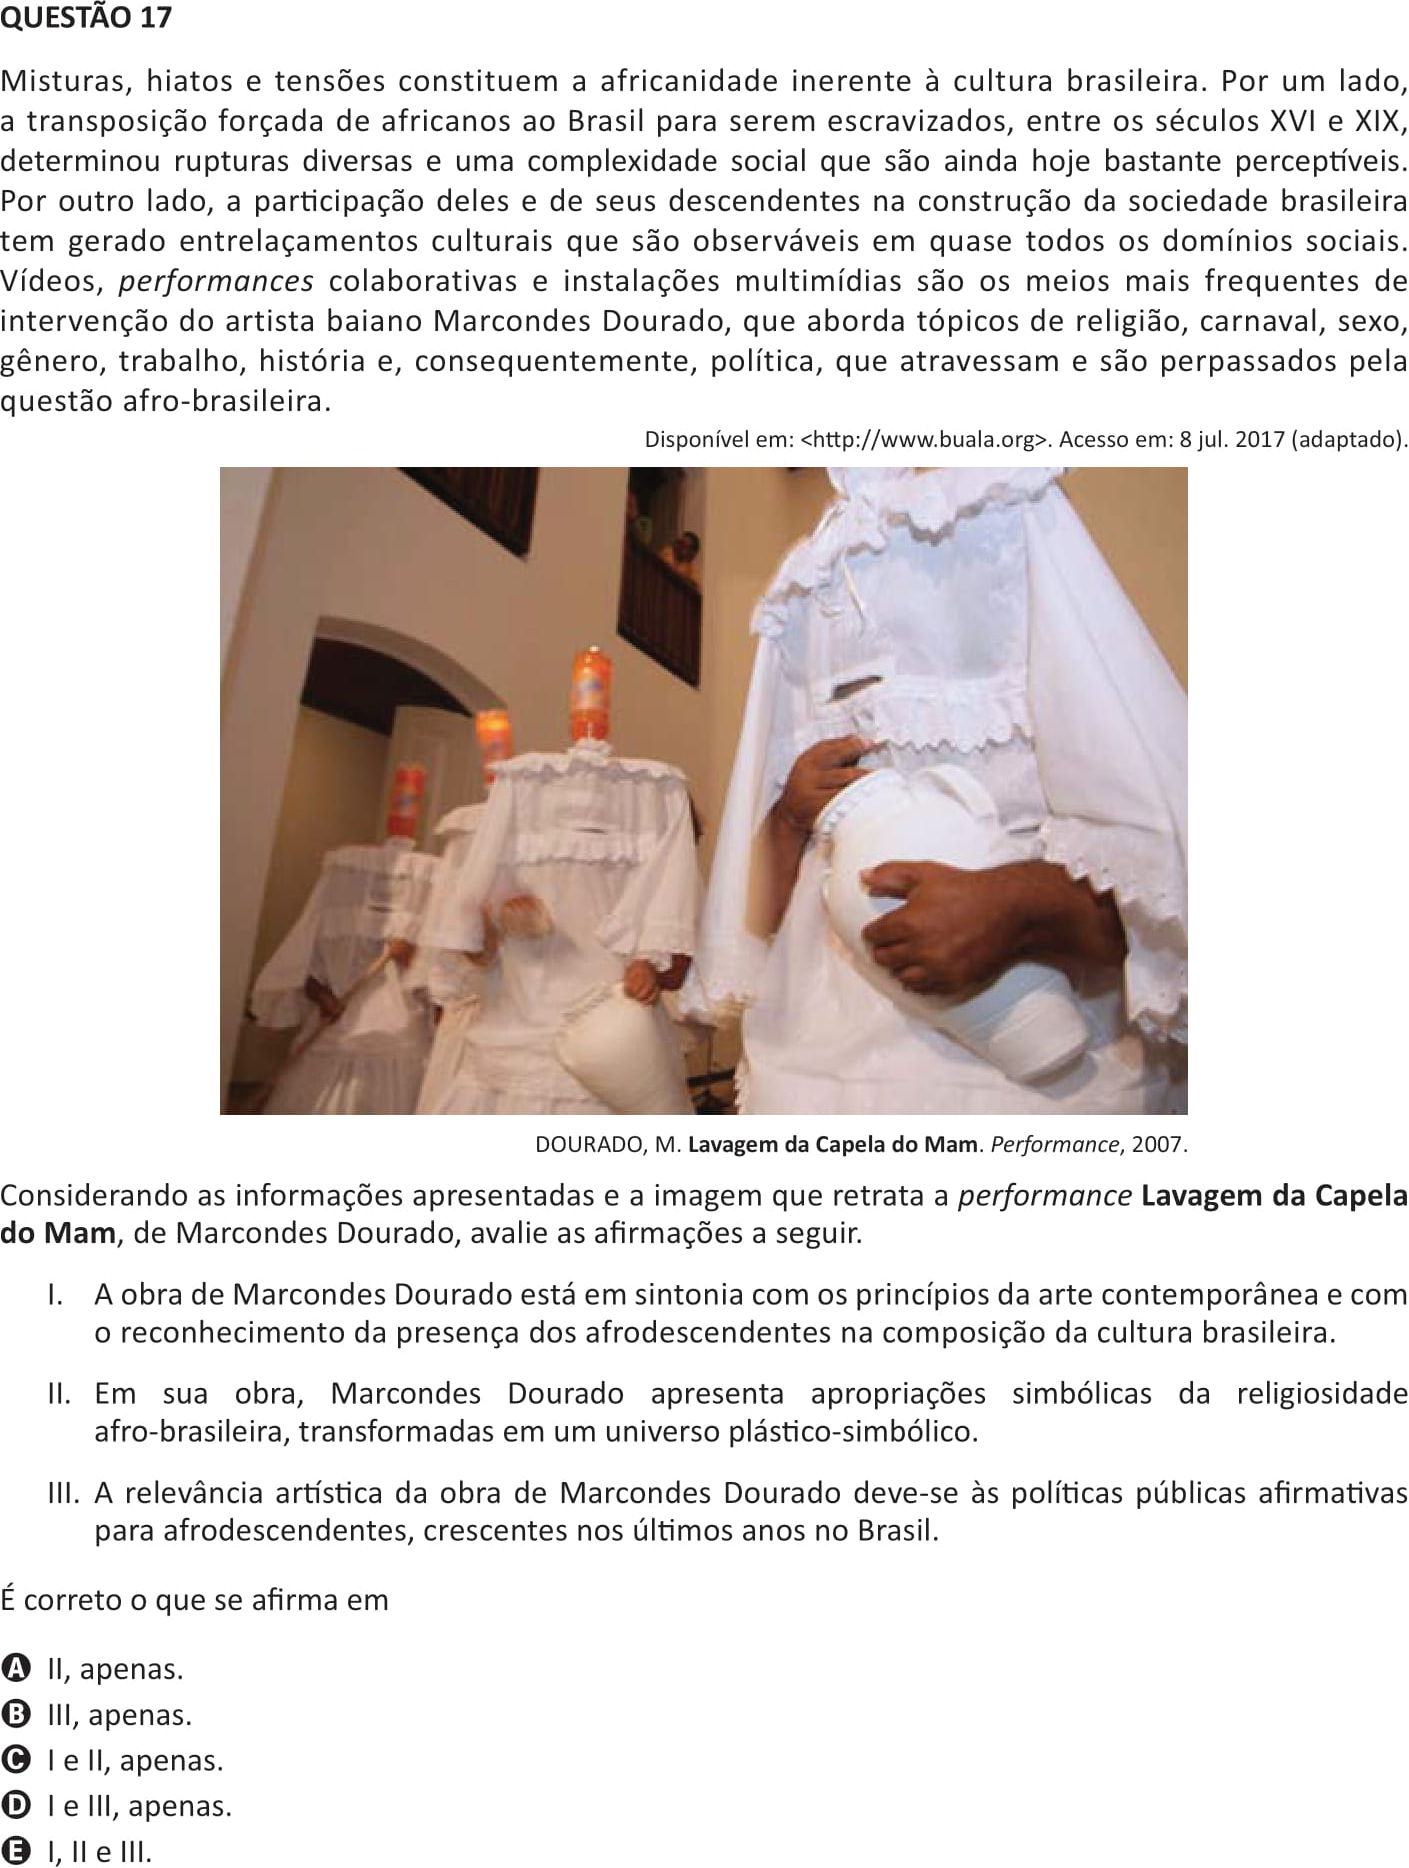 QUESTÃO 17
Misturas, hiatos e tensões constituem a africanidade inerente à cultura brasileira. Por um lado,
a transposição forçada de africanos ao Brasil para serem escravizados, entre os séculos XVI e XIX,
determinou rupturas diversas e uma complexidade social que são ainda hoje bastante perceptíveis.
Por outro lado, a participação deles e de seus descendentes na construção da sociedade brasileira
tem gerado entrelaçamentos culturais que são observáveis em quase todos os domínios sociais.
Vídeos, performances colaborativas e instalações multimídias são os meios mais frequentes de
intervenção do artista baiano Marcondes Dourado, que aborda tópicos de religião, carnaval, sexo,
gênero, trabalho, história e, consequentemente, política, que atravessam e são perpassados pela
questão afro-brasileira.
Disponível em: <http://www.buala.org>. Acesso em: 8 jul. 2017 (adaptado).
DOURADO, M. Lavagem da Capela do Mam. Performance, 2007.
Considerando as informações apresentadas e a imagem que retrata a performance Lavagem da Capela
do Mam, de Marcondes Dourado, avalie as afirmações a seguir.
I. A obra de Marcondes Dourado está em sintonia com os princípios da arte contemporânea e com
o reconhecimento da presença dos afrodescendentes na composição da cultura brasileira.
II. Em sua obra, Marcondes Dourado apresenta apropriações simbólicas da religiosidade
afro-brasileira, transformadas em um universo plástico-simbólico.
III. A relevância artística da obra de Marcondes Dourado deve-se às políticas públicas afirmativas
para afrodescendentes, crescentes nos últimos anos no Brasil.
É correto o que se afirma em
A II, apenas.
B III, apenas.
C I e II, apenas.
D I e III, apenas.
E I, II e III.